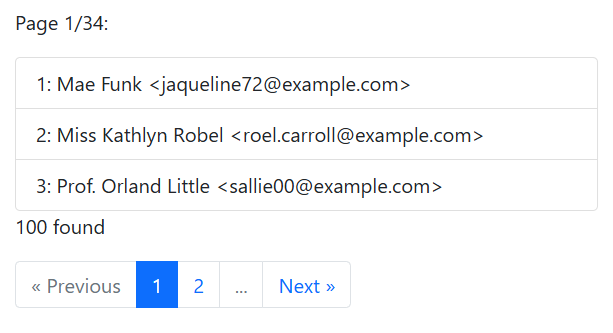 Page 1/34:
1: Mae Funk <jaqueline72@example.com>
2: Miss Kathlyn Robel <roel.carroll@example.com>
3: Prof. Orland Little <sallie00@example.com>
100 found
« Previous 1 2 ... Next »